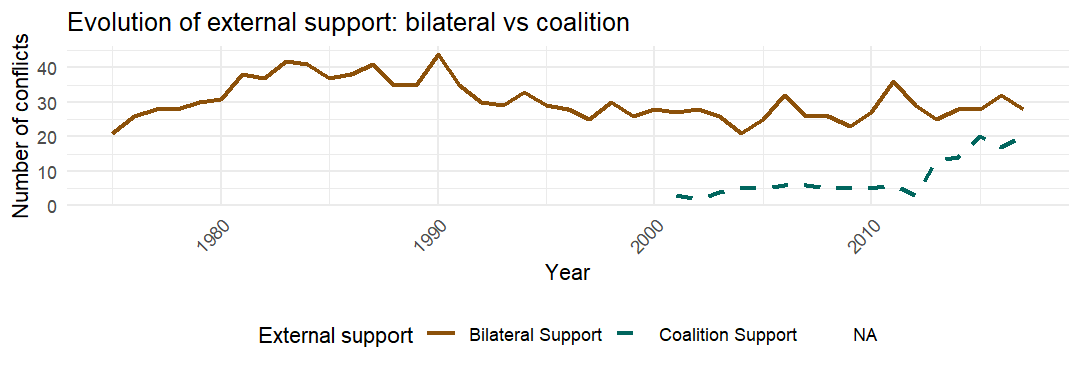 Evolution of external support: bilateral vs coalition
Number of conflicts
40
30
20
10
0
1980
1990
2000
2010
Year
External support
Bilateral Support
Coalition Support
NA